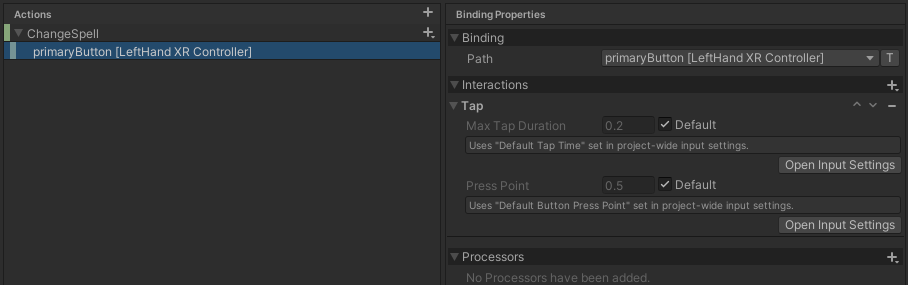 Actions
ChangeSpell
primaryButton [LeftHand XR Controller]
Binding Properties
Binding
Path primaryButton [LeftHand XR Controller] T
Interactions
Tap
Max Tap Duration 0.2 Default
Uses "Default Tap Time" set in project-wide input settings.
Open Input Settings
Press Point 0.5 Default
Uses "Default Button Press Point" set in project-wide input settings.
Open Input Settings
Processors
No Processors have been added.